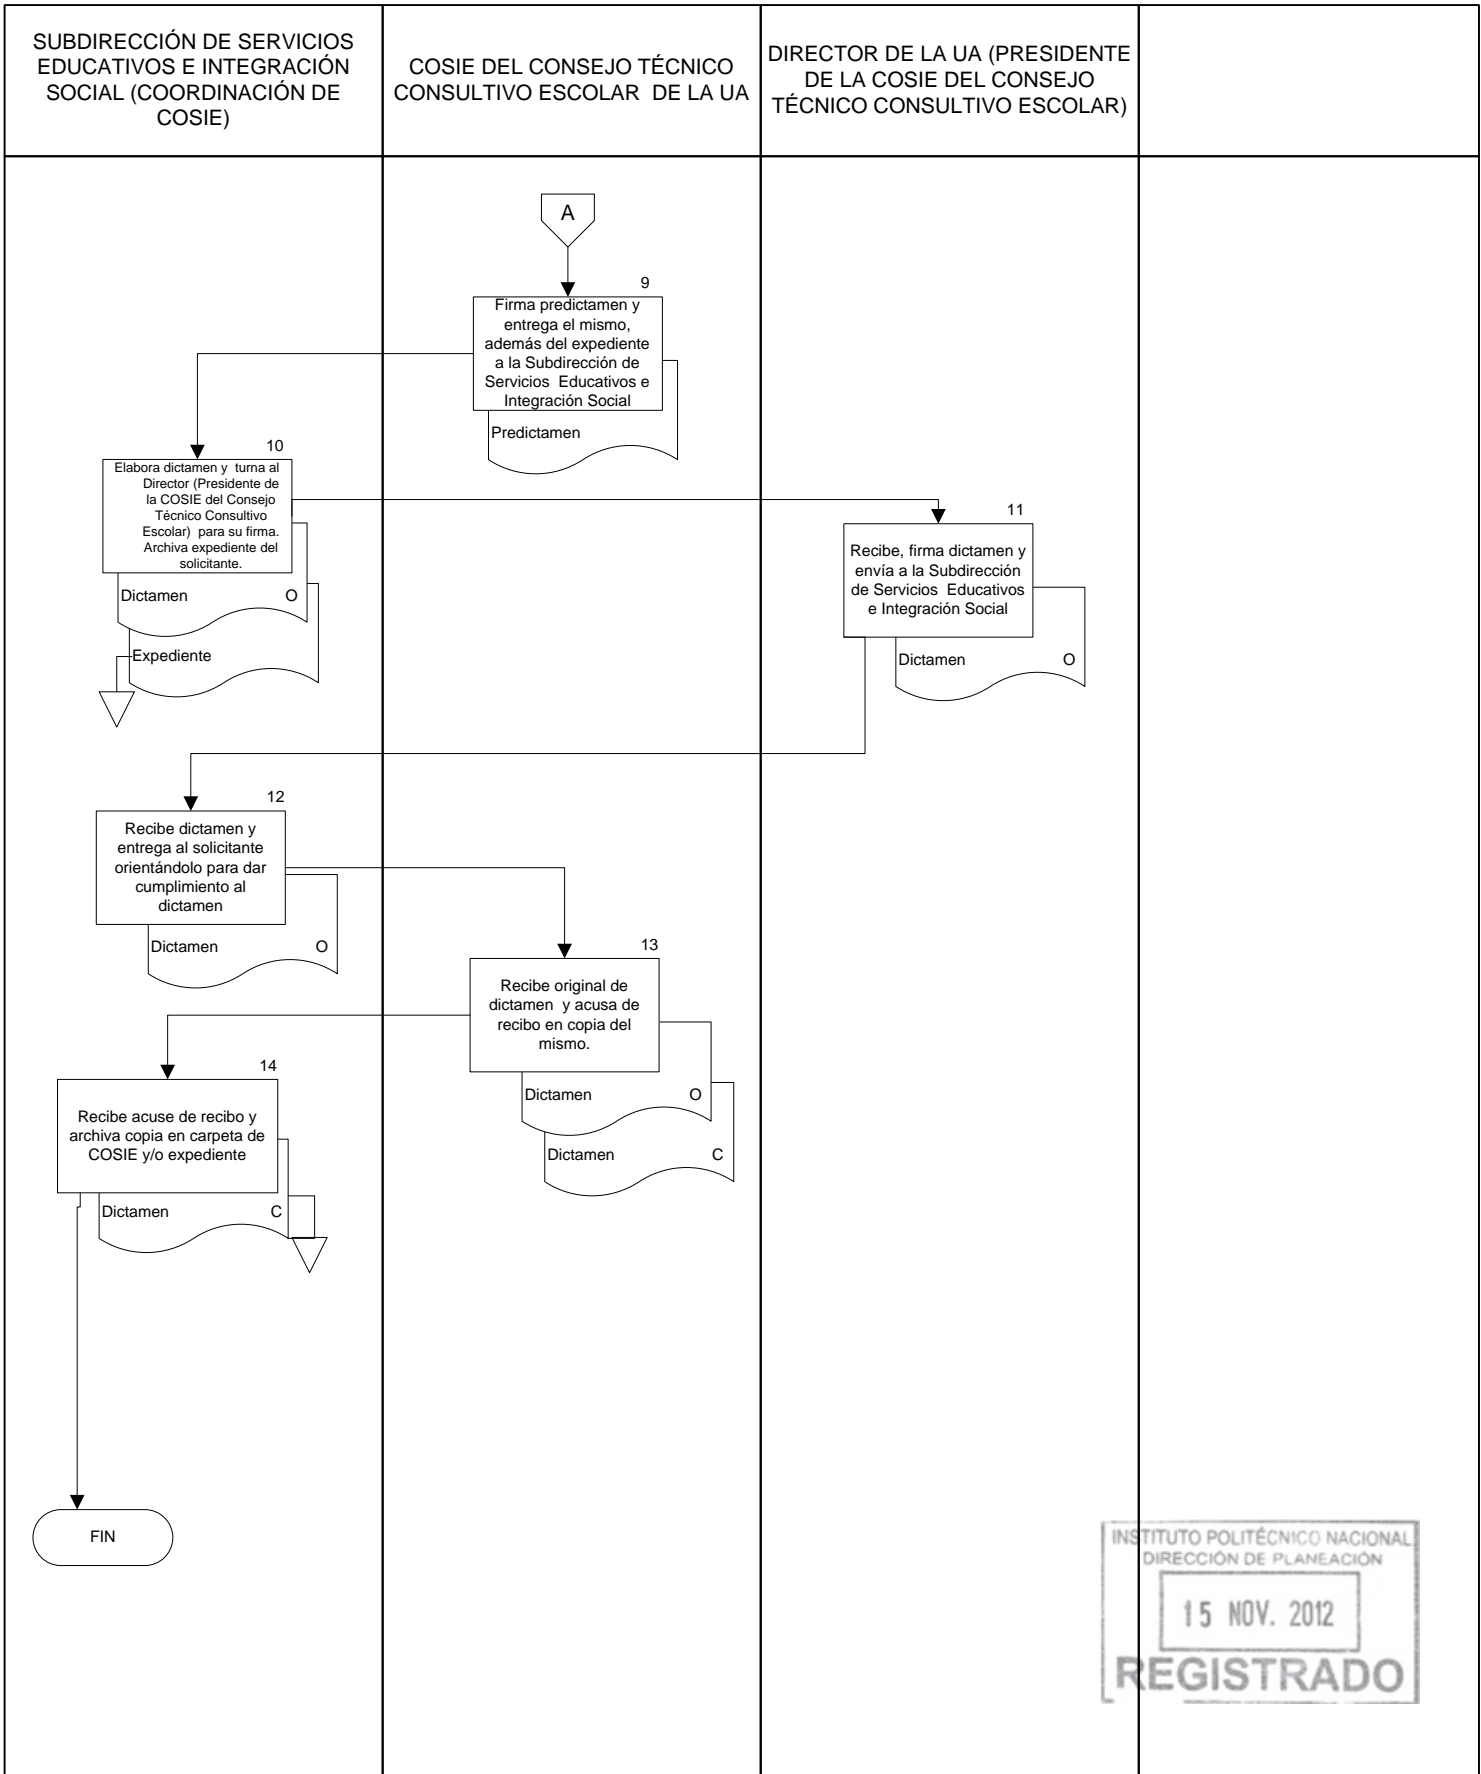 SUBDIRECCIÓN DE SERVICIOS
EDUCATIVOS E INTEGRACIÓN
SOCIAL (COORDINACIÓN DE
COSIE)
COSIE DEL CONSEJO TÉCNICO
CONSULTIVO ESCOLAR DE LA UA
DIRECTOR DE LA UA (PRESIDENTE
DE LA COSIE DEL CONSEJO
TÉCNICO CONSULTIVO ESCOLAR)
A
9
Firma predictamen y
entrega el mismo,
además del expediente
a la Subdirección de
Servicios Educativos e
Integración Social
Predictamen
10
Elabora dictamen y turna al
Director (Presidente de
la COSIE del Consejo
Técnico Consultivo
Escolar) para su firma.
Archiva expediente del
solicitante.
Dictamen O
Expediente
11
Recibe, firma dictamen y
envía a la Subdirección
de Servicios Educativos
e Integración Social
Dictamen O
12
Recibe dictamen y
entrega al solicitante
orientándolo para dar
cumplimiento al
dictamen
Dictamen O
13
Recibe original de
dictamen y acusa de
recibo en copia del
mismo.
Dictamen O
Dictamen C
14
Recibe acuse de recibo y
archiva copia en carpeta de
COSIE y/o expediente
Dictamen C
FIN
INSTITUTO POLITÉCNICO NACIONAL
DIRECCIÓN DE PLANEACIÓN
15 NOV. 2012
REGISTRADO